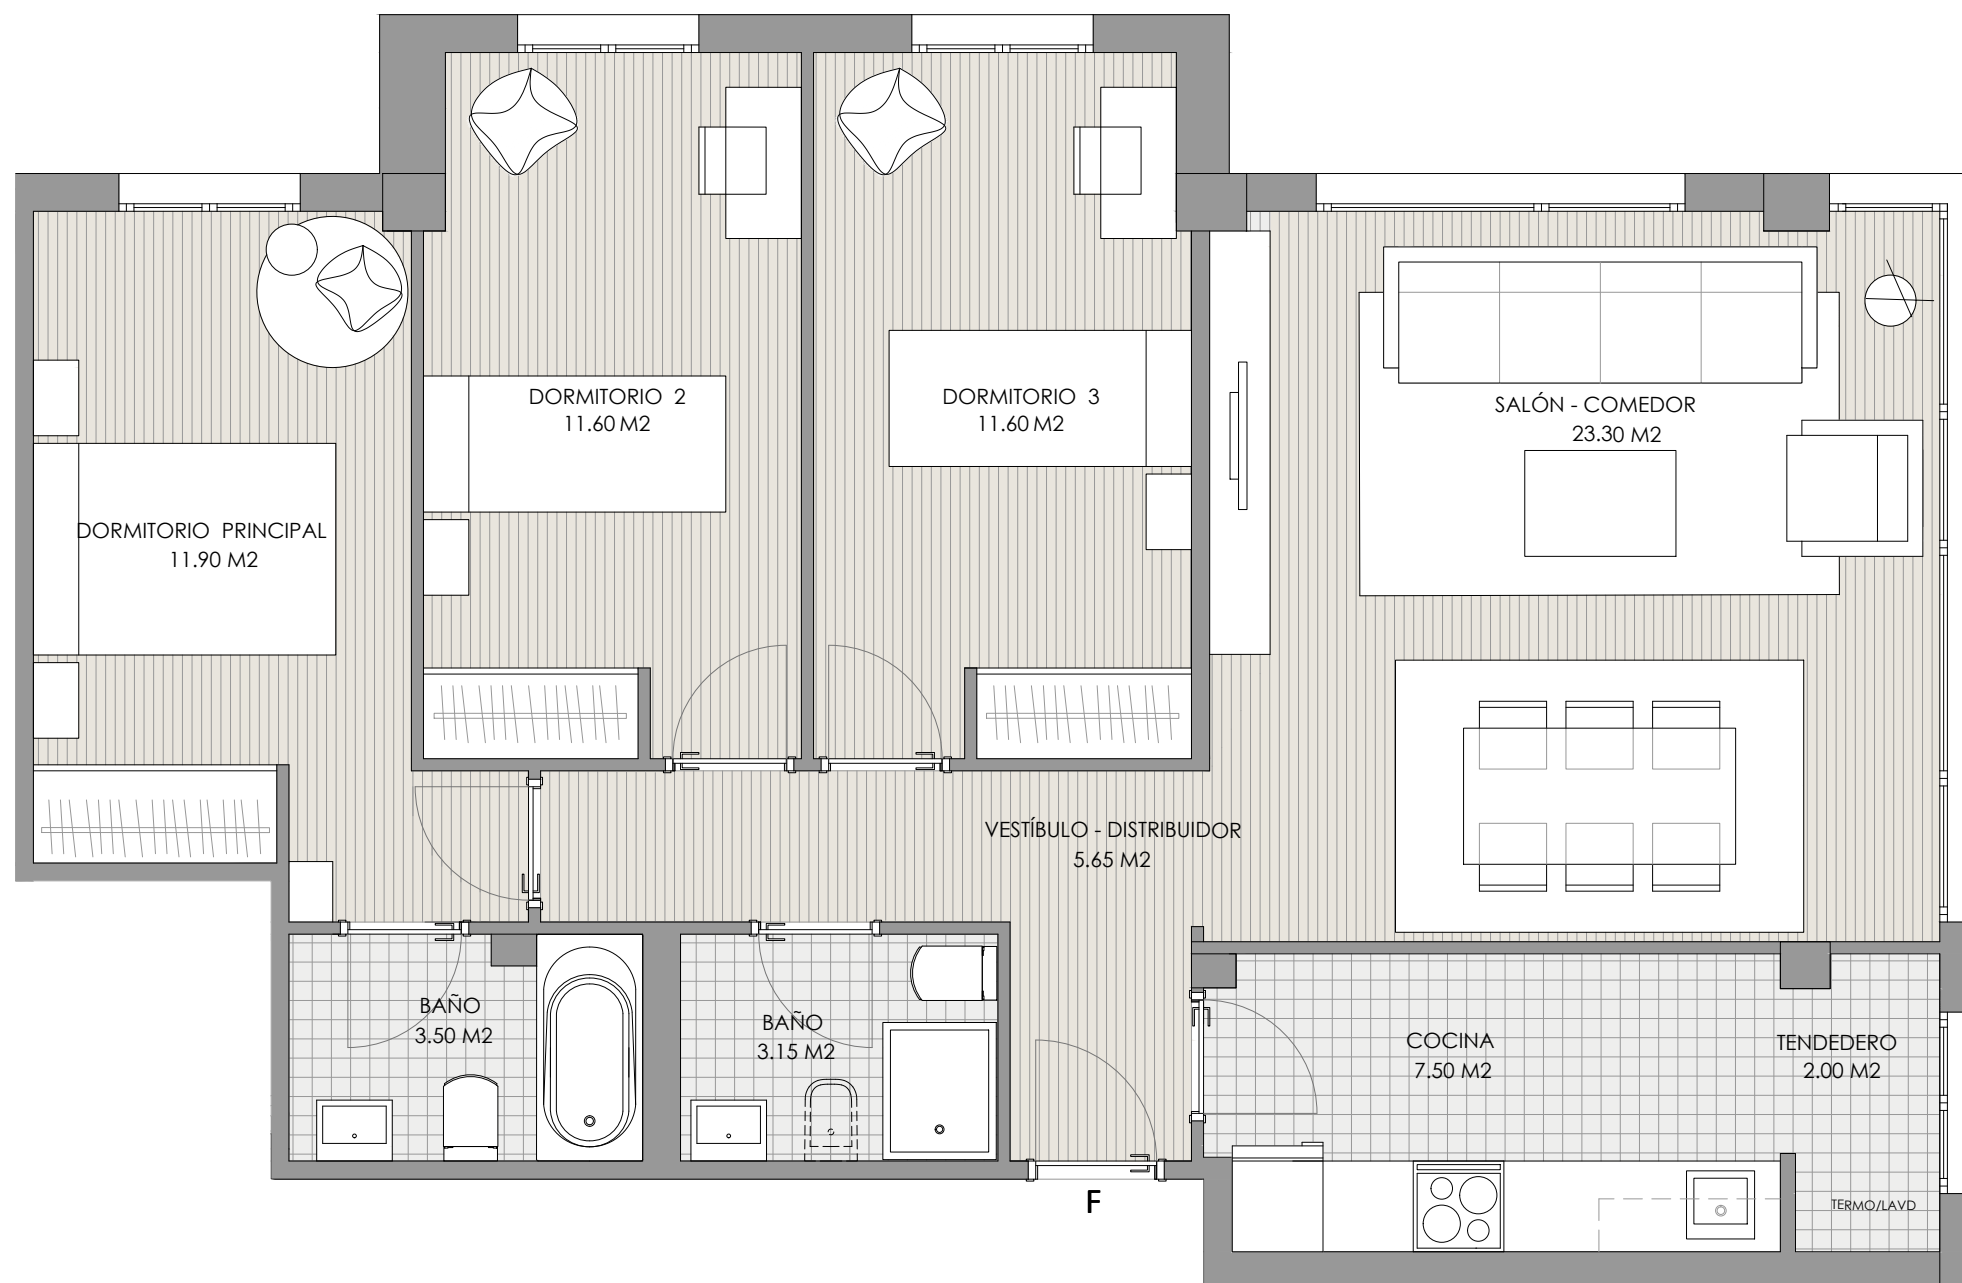 DORMITORIO 2
11.60 M2
DORMITORIO 3
11.60 M2
SALÓN - COMEDOR
23.30 M2
DORMITORIO PRINCIPAL
11.90 M2
VESTÍBULO - DISTRIBUIDOR
5.65 M2
BAÑO
3.50 M2
BAÑO
3.15 M2
COCINA
7.50 M2
TENDEDERO
2.00 M2
TERMO/LAVD
F